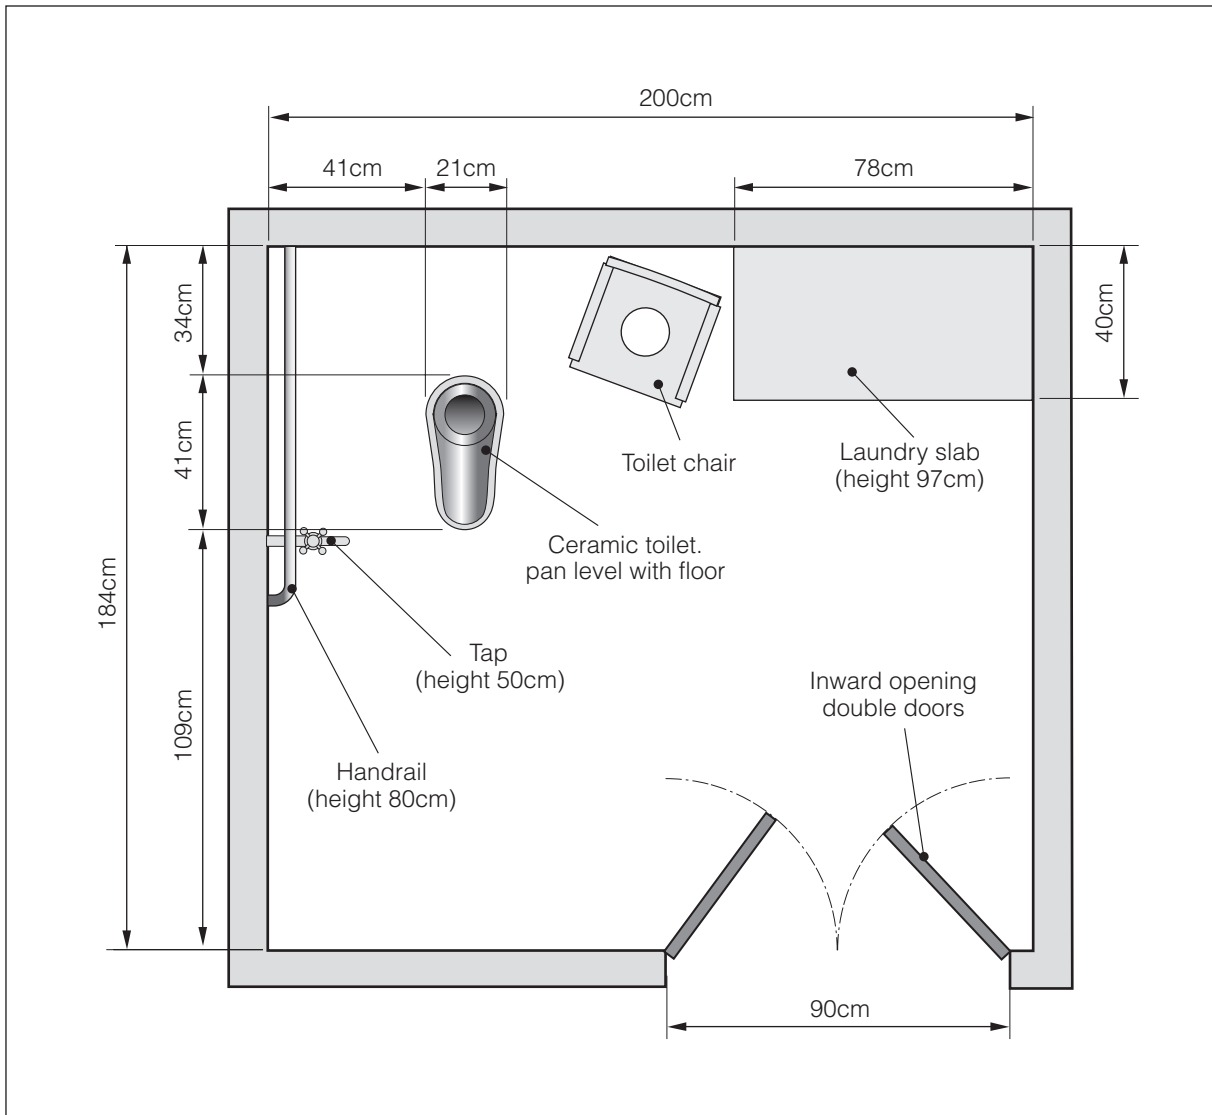 200cm
41cm
21cm
78cm
34cm
40cm
41cm
Toilet chair
Laundry slab
(height 97cm)
Ceramic toilet.
pan level with floor
184cm
Tap
(height 50cm)
109cm
Inward opening
double doors
Handrail
(height 80cm)
90cm